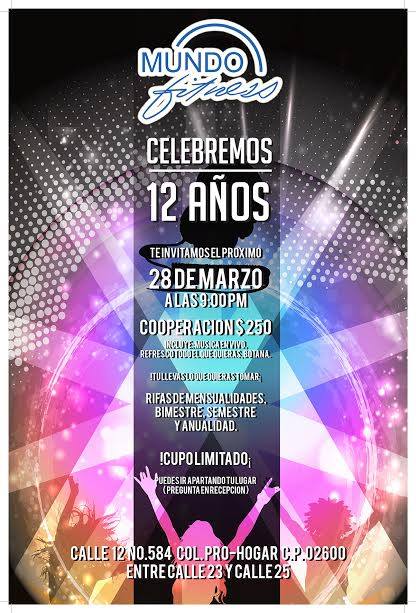 MUNDO
fitness
CELEBREMOS
12 AÑOS
TE INVITAMOS EL PROXIMO
28 DE MARZO
A LAS 9:00 PM
COOPERACION $ 250
INCLUYE: MUSICA EN VIVO,
REFRESCO TODO EL QUE QUIERAS, BOTANA.
!TU LLEVAS LO QUE QUIERAS TOMAR¡
RIFAS DE MENSUALIDADES,
BIMESTRE, SEMESTRE
Y ANUALIDAD.
!CUPO LIMITADO¡
PUEDES IR APARTANDO TU LUGAR
(PREGUNTA EN RECEPCION)
CALLE 12 NO.584 COL. PRO-HOGAR C.P. 02600
ENTRE CALLE 23 Y CALLE 25